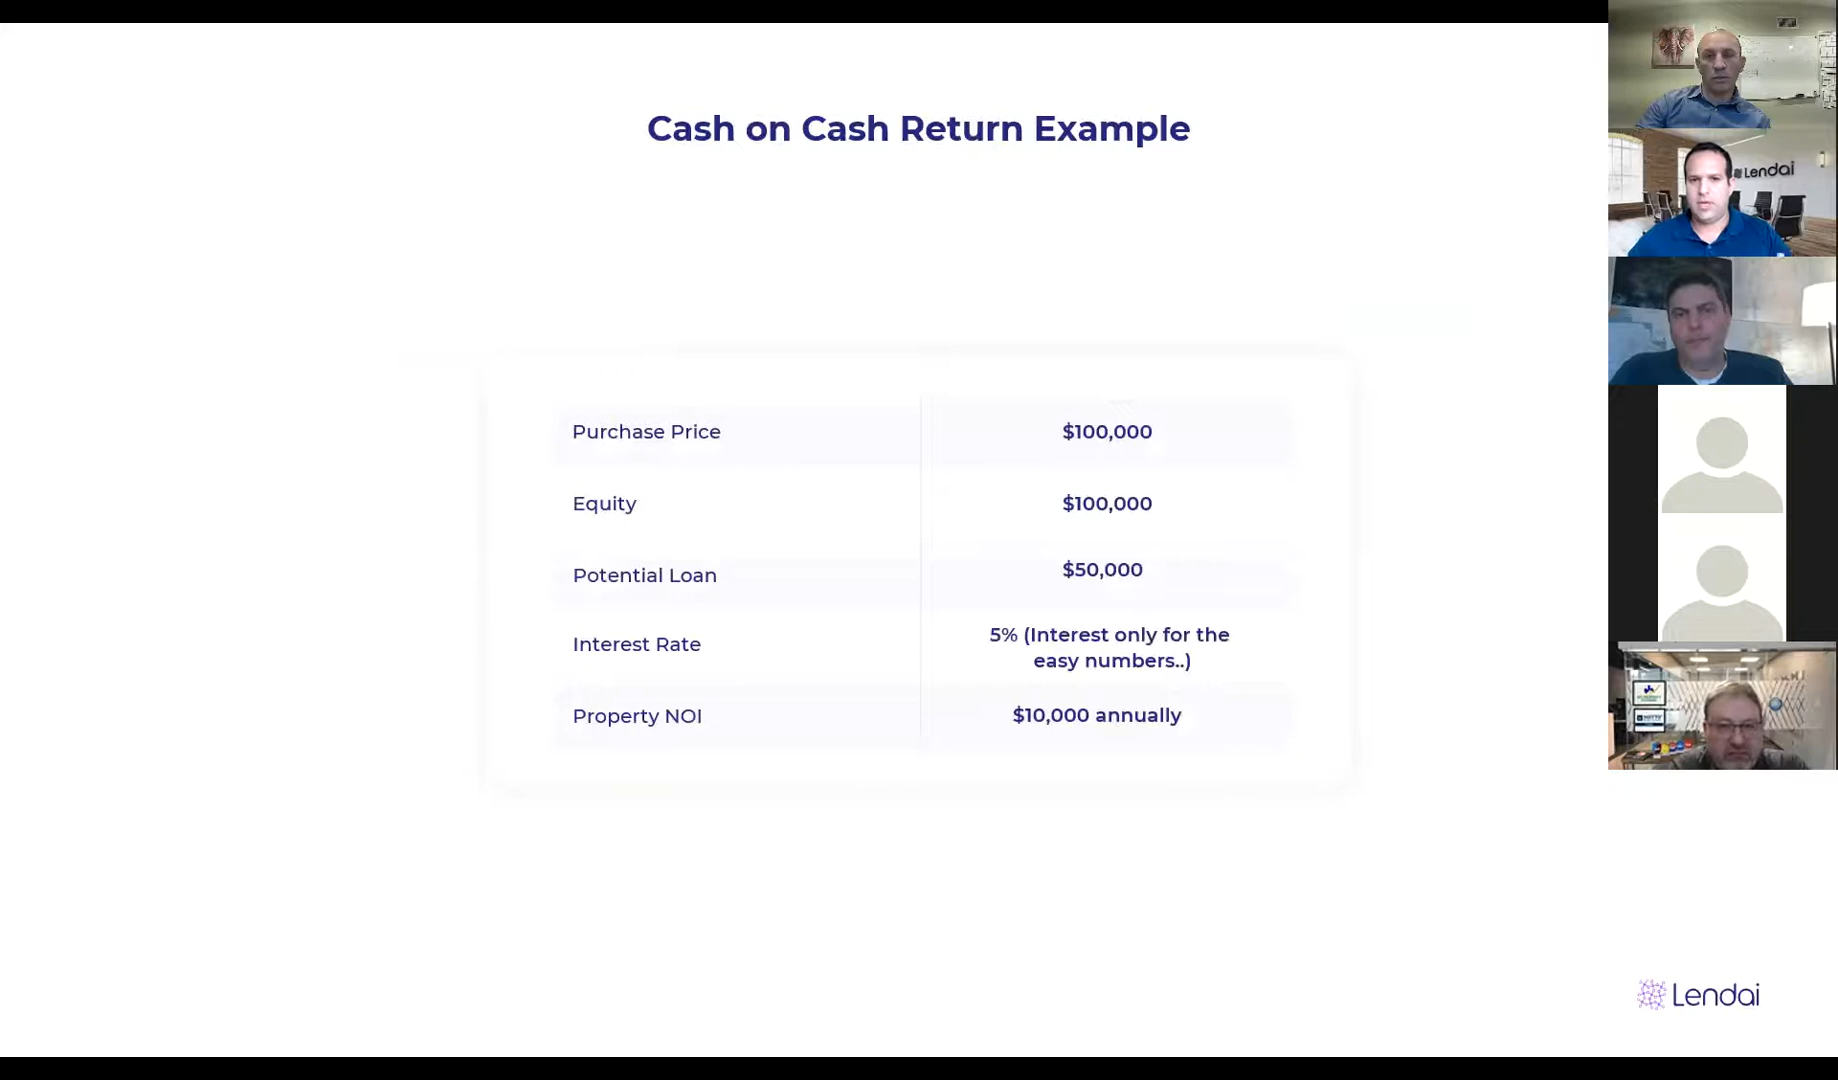 Cash on Cash Return Example
Purchase Price
$100,000
Equity
$100,000
Potential Loan
$50,000
Interest Rate
5% (Interest only for the
easy numbers..)
Property NOI
$10,000 annually
Lendai
Lendai